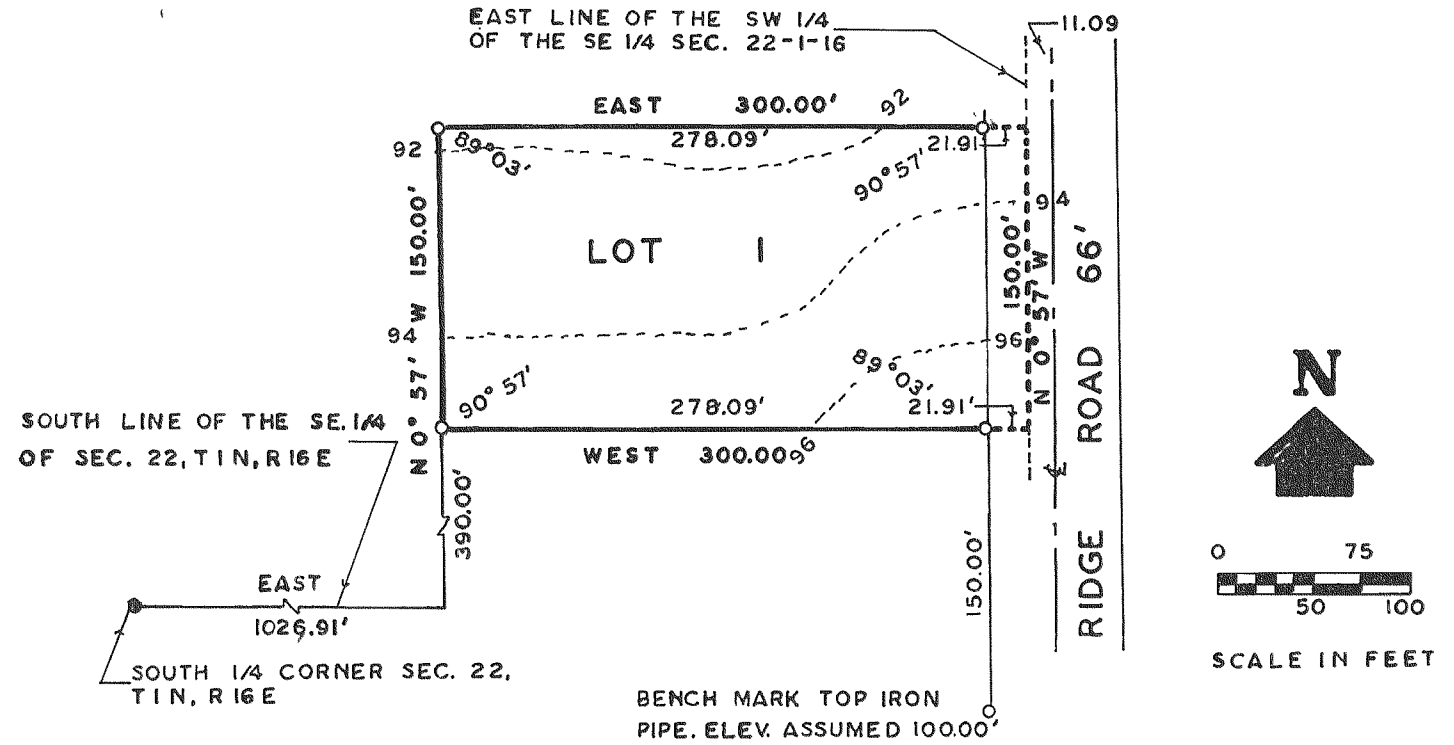 EAST LINE OF THE SW 1/4
OF THE SE 1/4 SEC. 22-1-16
11.09
EAST 300.00'
92
278.09'
21.91
92
89°03'
90°57'
94
N 0° 57' W 150.00'
LOT 1
150.00'
N 0° 57' W
RIDGE ROAD 66'
94
96
89°03'
90°57'
278.09'
21.91'
WEST 300.00
96
SOUTH LINE OF THE SE. 1/4
OF SEC. 22, T 1 N, R 16 E
390.00'
150.00'
EAST
1026.91'
SOUTH 1/4 CORNER SEC. 22,
T 1 N, R 16 E
BENCH MARK TOP IRON
PIPE. ELEV. ASSUMED 100.00'
N
0 75
50 100
SCALE IN FEET